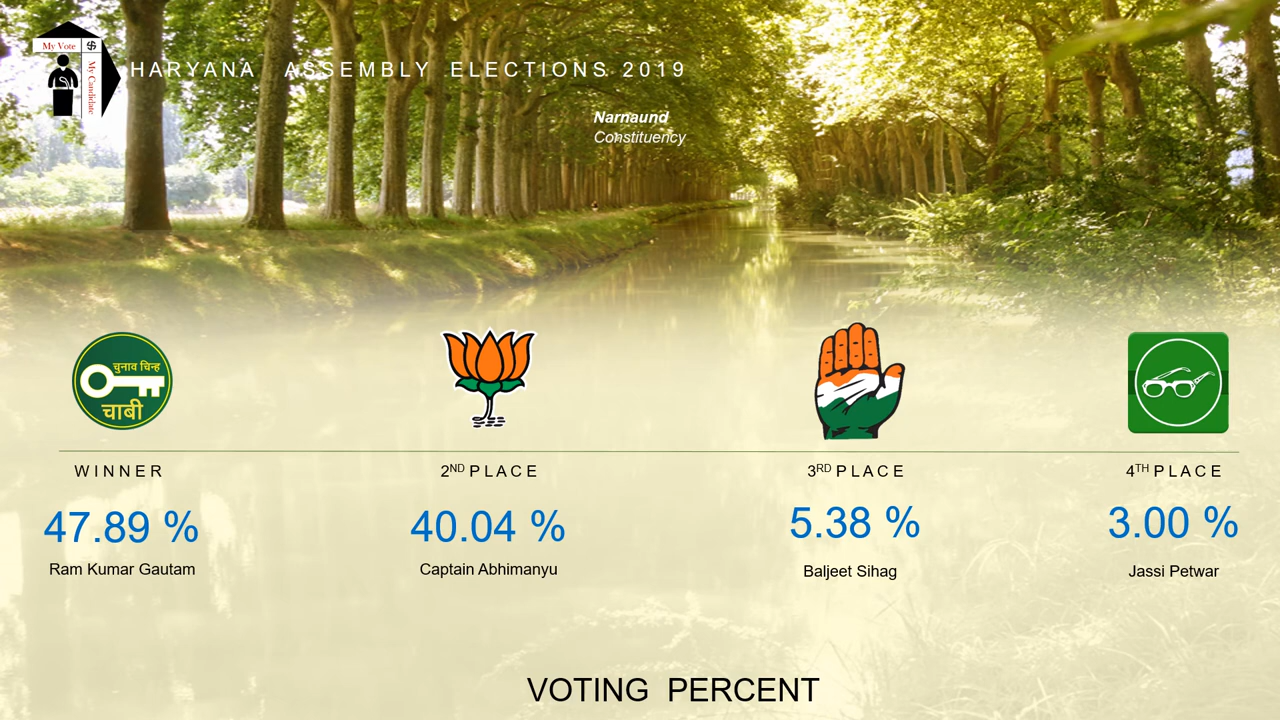 My Vote
My Candidate
HARYANA ASSEMBLY ELECTIONS 2019
Narnaund
Constituency
चुनाव चिन्ह
चाबी
WINNER
2ND PLACE
3RD PLACE
4TH PLACE
47.89 %
40.04 %
5.38 %
3.00 %
Ram Kumar Gautam
Captain Abhimanyu
Baljeet Sihag
Jassi Petwar
VOTING PERCENT